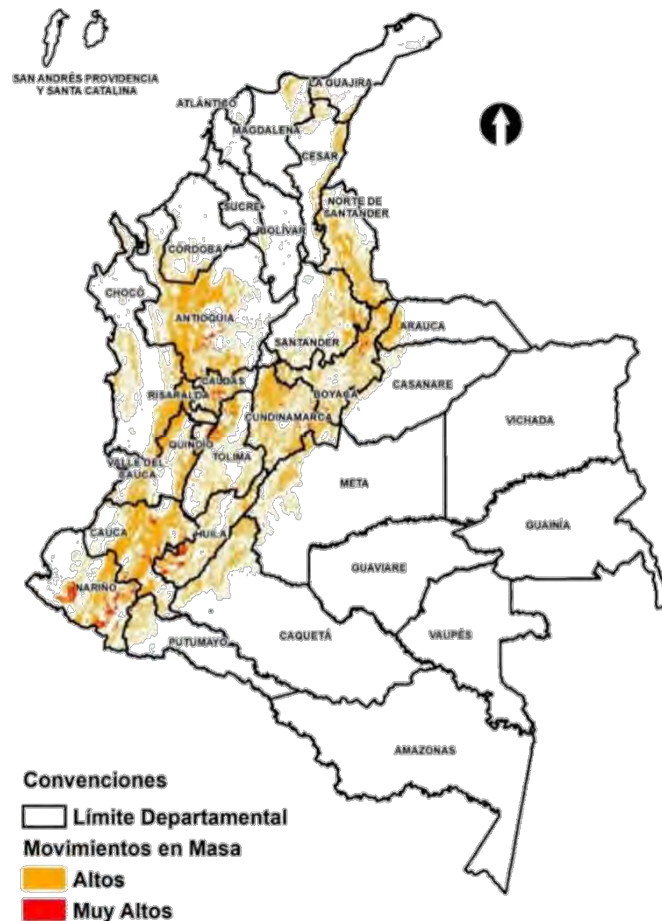 SAN ANDRÉS PROVIDENCIA
Y SANTA CATALINA
LA GUAJIRA
ATLÁNTICO
MAGDALENA
CESAR
NORTE DE
SANTANDER
SUCRE
BOLÍVAR
CÓRDOBA
CHOCÓ
ANTIOQUIA
SANTANDER
ARAUCA
CALDAS
RISARALDA
BOYACÁ
CASANARE
CUNDINAMARCA
VICHADA
QUINDÍO
TOLIMA
VALLE DEL
CAUCA
META
GUAINÍA
CAUCA
HUILA
GUAVIARE
NARIÑO
CAQUETÁ
VAUPÉS
PUTUMAYO
AMAZONAS
Convenciones
Límite Departamental
Movimientos en Masa
Altos
Muy Altos